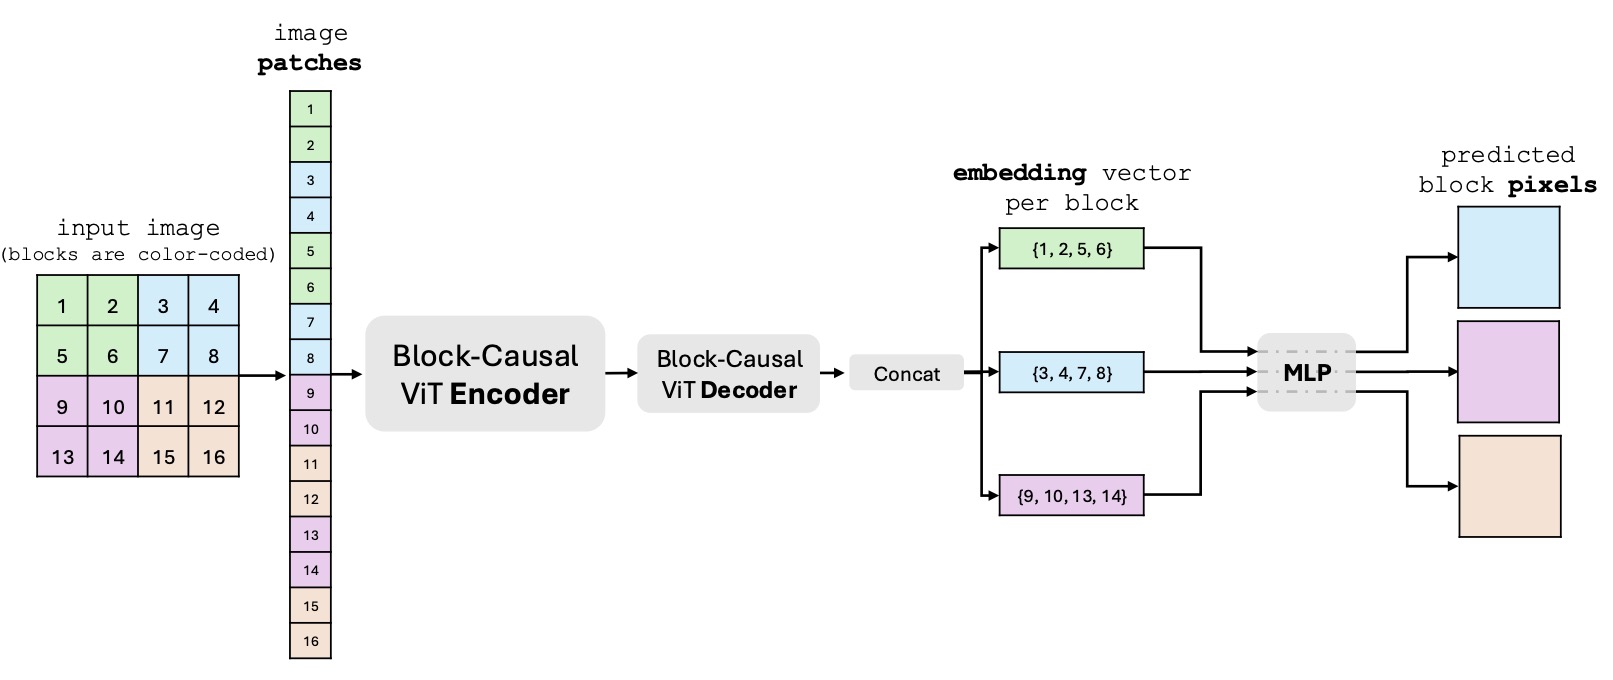 image
patches
1
2
3
4
5
6
7
8
9
10
11
12
13
14
15
16
input image
(blocks are color-coded)
1 2 3 4
5 6 7 8
9 10 11 12
13 14 15 16
Block-Causal
ViT Encoder
Block-Causal
ViT Decoder
Concat
embedding vector
per block
{1, 2, 5, 6}
{3, 4, 7, 8}
{9, 10, 13, 14}
MLP
predicted
block pixels